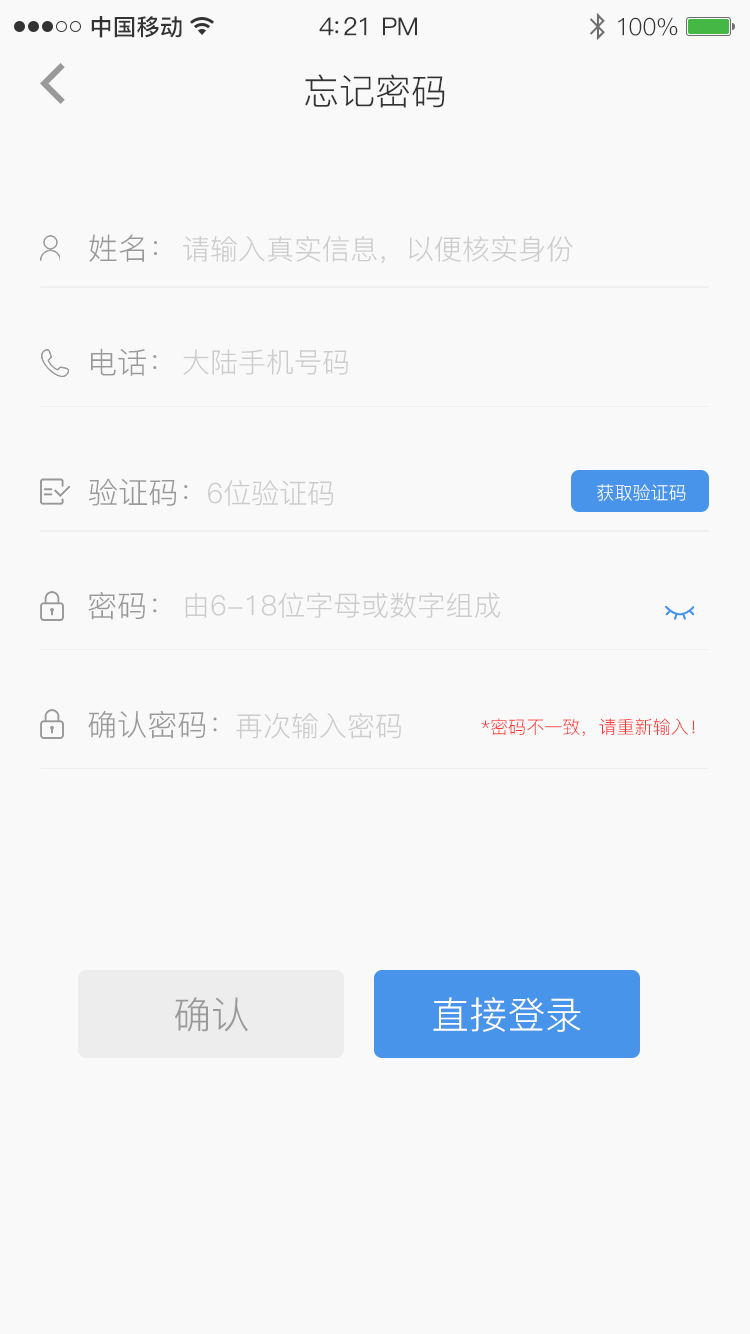 中国移动 4:21 PM 100%
忘记密码
姓名： 请输入真实信息，以便核实身份
电话： 大陆手机号码
验证码： 6位验证码 获取验证码
密码： 由6-18位字母或数字组成
确认密码： 再次输入密码 *密码不一致，请重新输入！
确认 直接登录